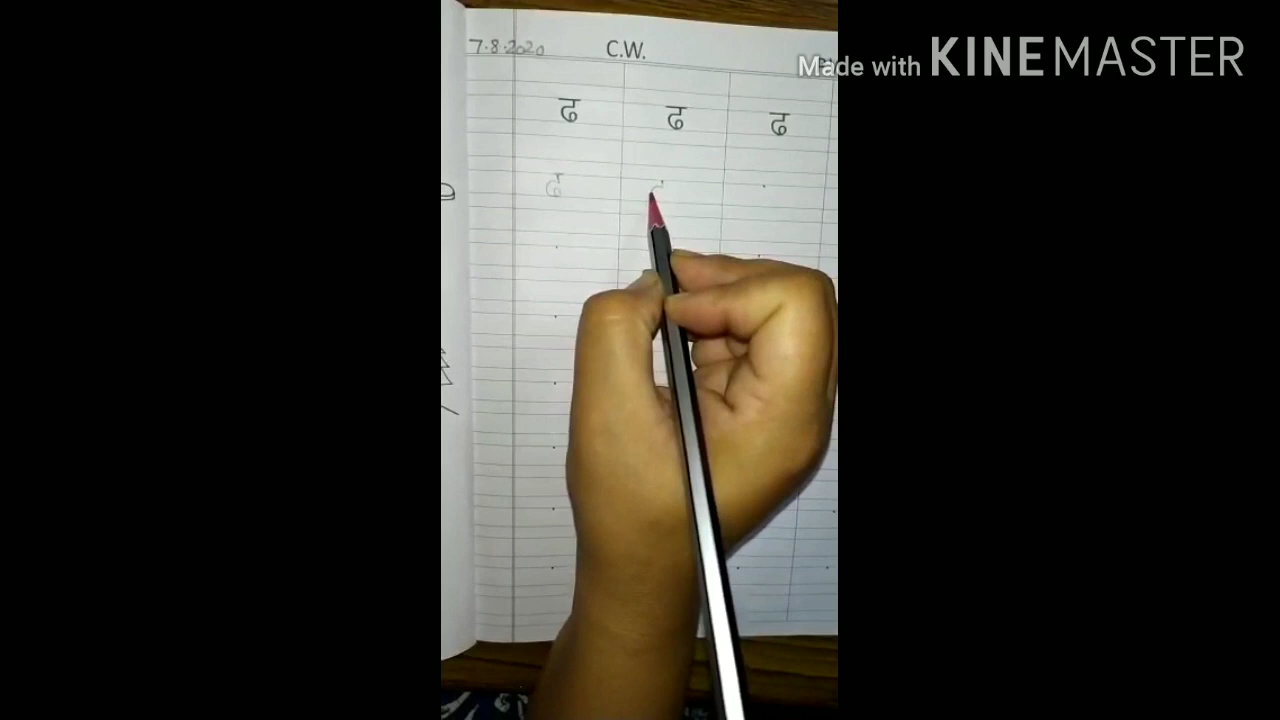 7.8.2020 C.W.
Made with KINEMASTER
ढ ढ ढ
ढ